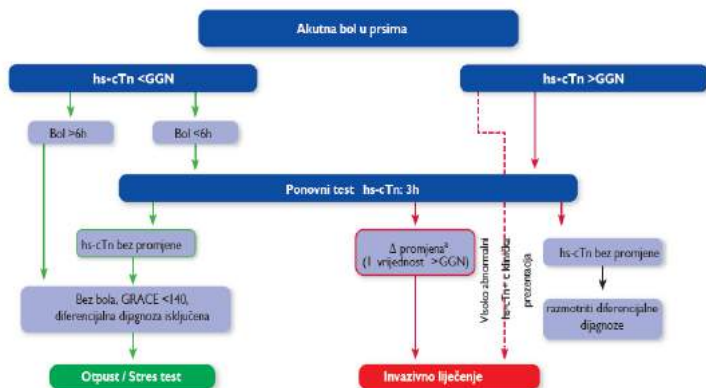 Akutna bol u prsima
hs-cTn <GGN
hs-cTn >GGN
Bol >6h
Bol <6h
Ponovni test hs-cTn: 3h
hs-cTn bez promjene
Δ promjenaª
(1 vrijednost >GGN)
Visoko abnormalni
hs-cTn+ c klinička
prezentacija
hs-cTn bez promjene
Bez bola, GRACE <140,
diferencijalna dijagnoza isključena
razmotriti diferencijalne
dijagnoze
Otpust / Stres test
Invazivno liječenje